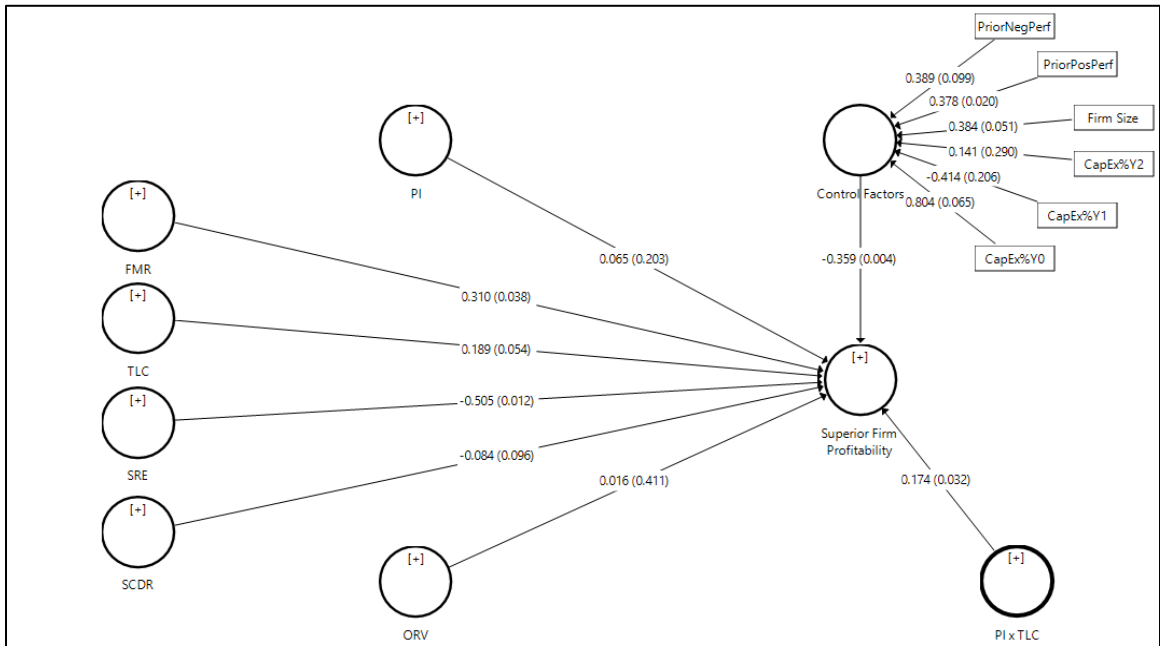 PriorNegPerf
0.389 (0.099)
PriorPosPerf
0.378 (0.020)
[+]
0.384 (0.051)
Firm Size
0.141 (0.290)
CapEx%Y2
-0.414 (0.206)
PI
Control Factors
0.804 (0.065)
CapEx%Y1
[+]
CapEx%Y0
FMR
0.065 (0.203)
-0.359 (0.004)
0.310 (0.038)
[+]
0.189 (0.054)
[+]
TLC
[+]
-0.505 (0.012)
Superior Firm
Profitability
SRE
-0.084 (0.096)
0.174 (0.032)
[+]
0.016 (0.411)
SCDR
[+]
[+]
ORV
PI x TLC